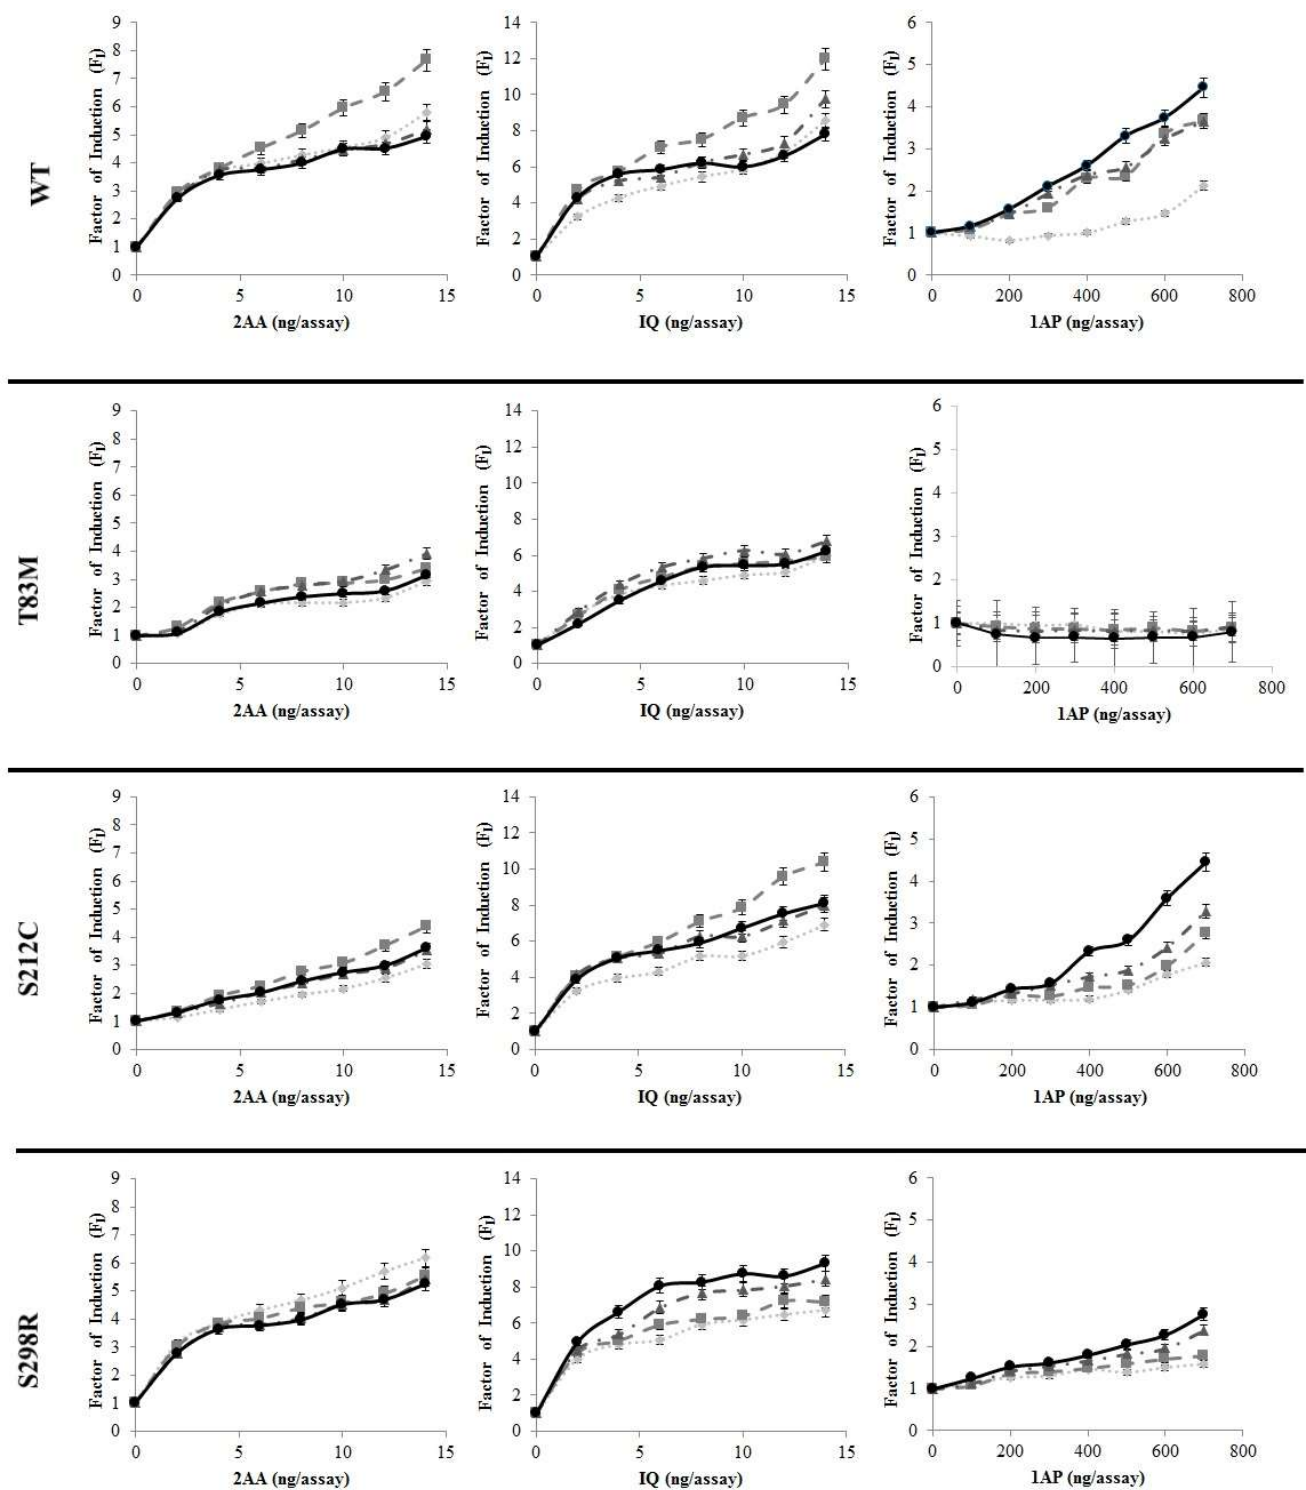 WT
Factor of Induction (FI)
9
8
7
6
5
4
3
2
1
0
0 5 10 15
2AA (ng/assay)
Factor of Induction (FI)
14
12
10
8
6
4
2
0
0 5 10 15
IQ (ng/assay)
Factor of Induction (FI)
6
5
4
3
2
1
0
0 200 400 600 800
1AP (ng/assay)
T83M
Factor of Induction (FI)
9
8
7
6
5
4
3
2
1
0
0 5 10 15
2AA (ng/assay)
Factor of Induction (FI)
14
12
10
8
6
4
2
0
0 5 10 15
IQ (ng/assay)
Factor of Induction (FI)
6
5
4
3
2
1
0
0 200 400 600 800
1AP (ng/assay)
S212C
Factor of Induction (FI)
9
8
7
6
5
4
3
2
1
0
0 5 10 15
2AA (ng/assay)
Factor of Induction (FI)
14
12
10
8
6
4
2
0
0 5 10 15
IQ (ng/assay)
Factor of Induction (FI)
6
5
4
3
2
1
0
0 200 400 600 800
1AP (ng/assay)
S298R
Factor of Induction (FI)
9
8
7
6
5
4
3
2
1
0
0 5 10 15
2AA (ng/assay)
Factor of Induction (FI)
14
12
10
8
6
4
2
0
0 5 10 15
IQ (ng/assay)
Factor of Induction (FI)
6
5
4
3
2
1
0
0 200 400 600 800
1AP (ng/assay)